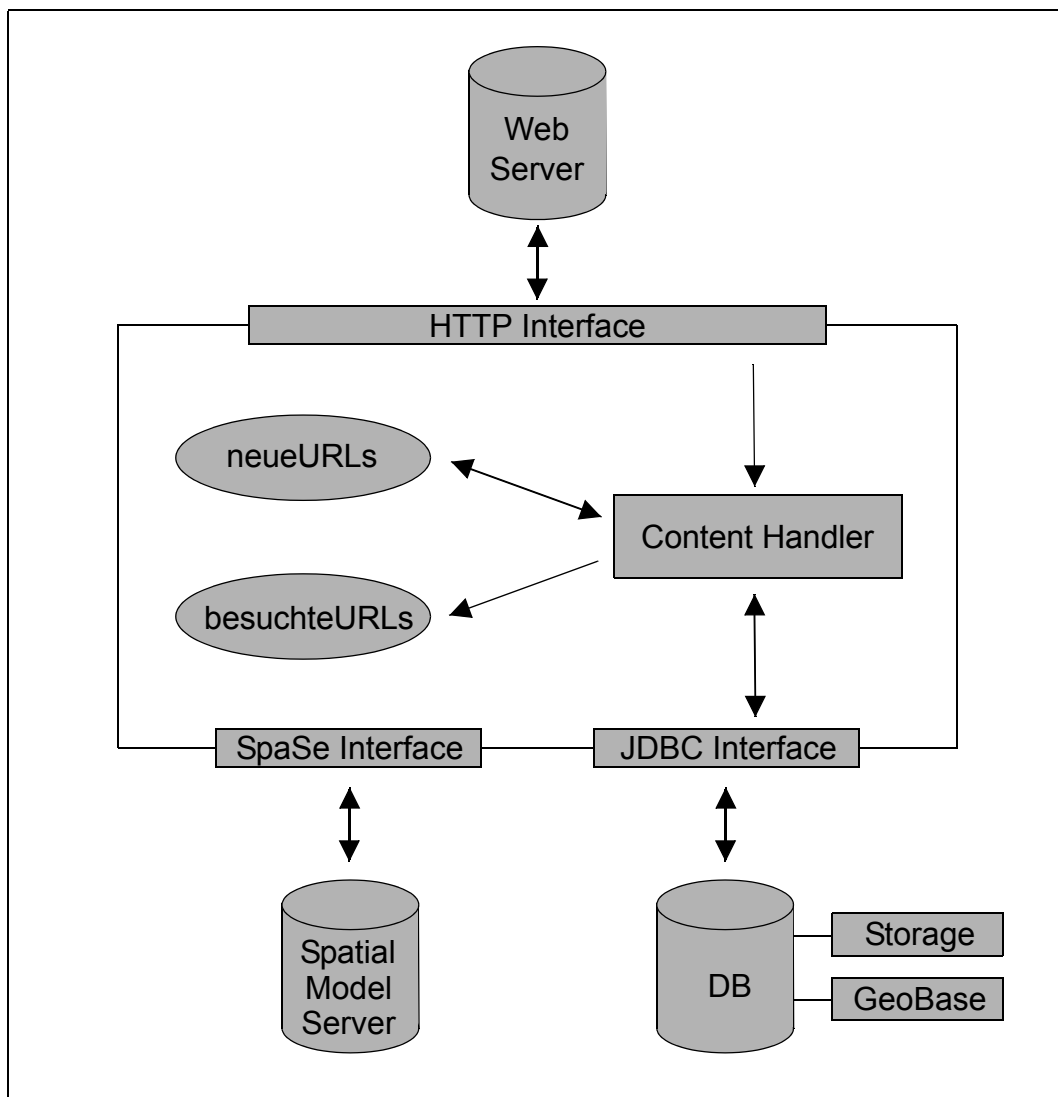 Web
Server
HTTP Interface
neueURLs
Content Handler
besuchteURLs
SpaSe Interface
JDBC Interface
Spatial
Model
Server
DB
Storage
GeoBase